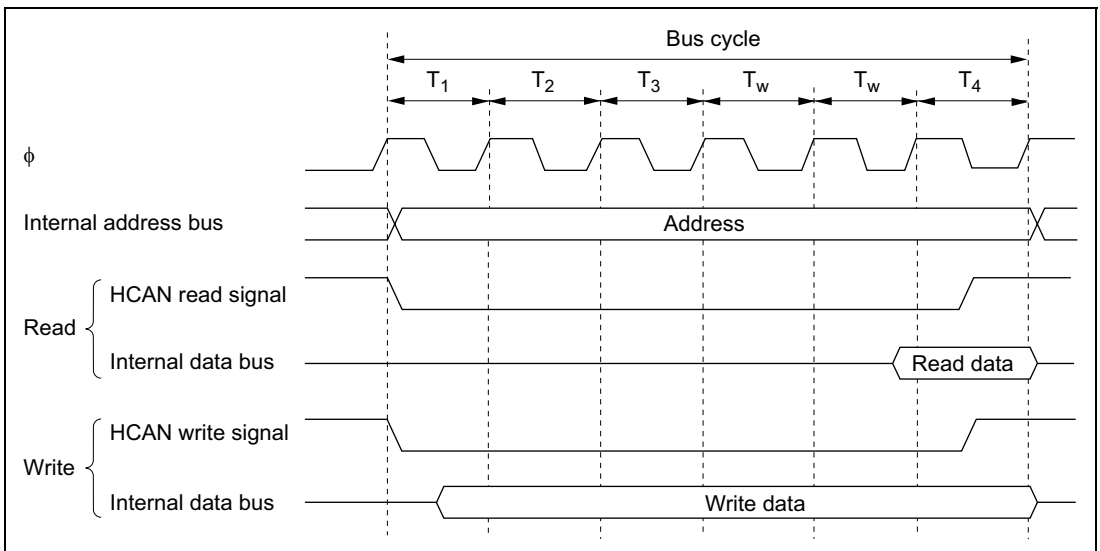 Bus cycle
T1 T2 T3 Tw Tw T4
ϕ
Internal address bus Address
HCAN read signal
Read
Internal data bus Read data
HCAN write signal
Write
Internal data bus Write data